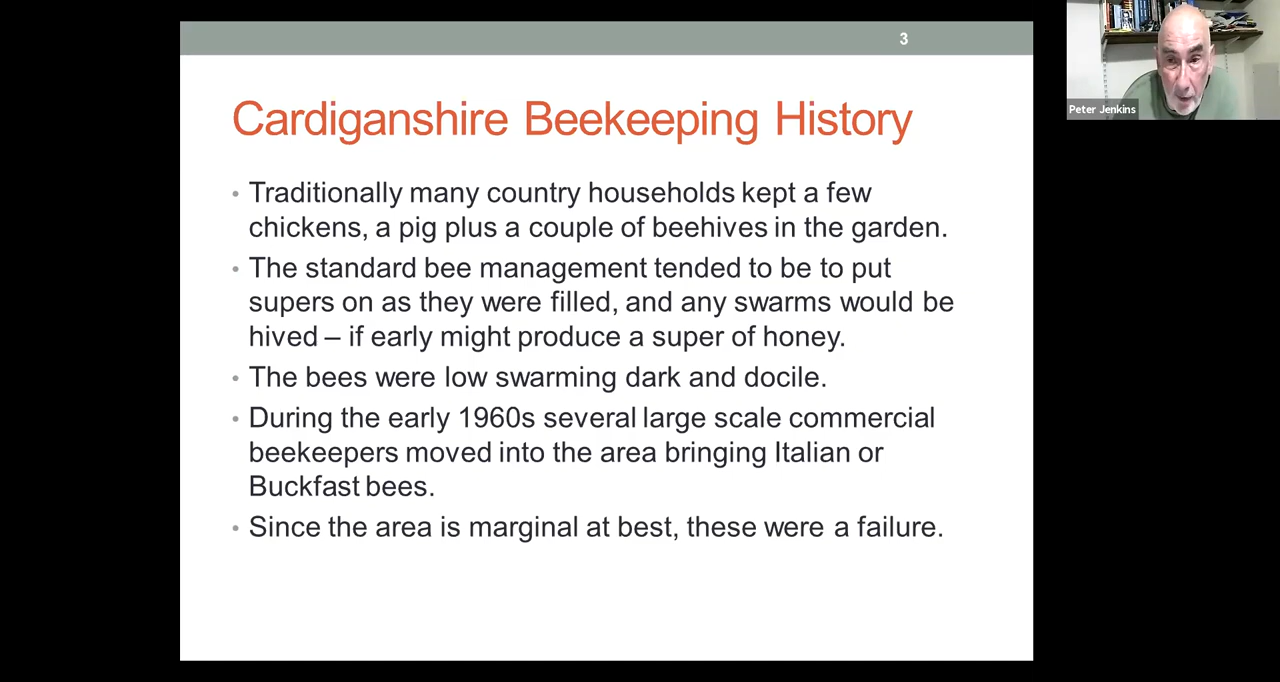 3
Peter Jenkins
Cardiganshire Beekeeping History
• Traditionally many country households kept a few
chickens, a pig plus a couple of beehives in the garden.
• The standard bee management tended to be to put
supers on as they were filled, and any swarms would be
hived – if early might produce a super of honey.
• The bees were low swarming dark and docile.
• During the early 1960s several large scale commercial
beekeepers moved into the area bringing Italian or
Buckfast bees.
• Since the area is marginal at best, these were a failure.